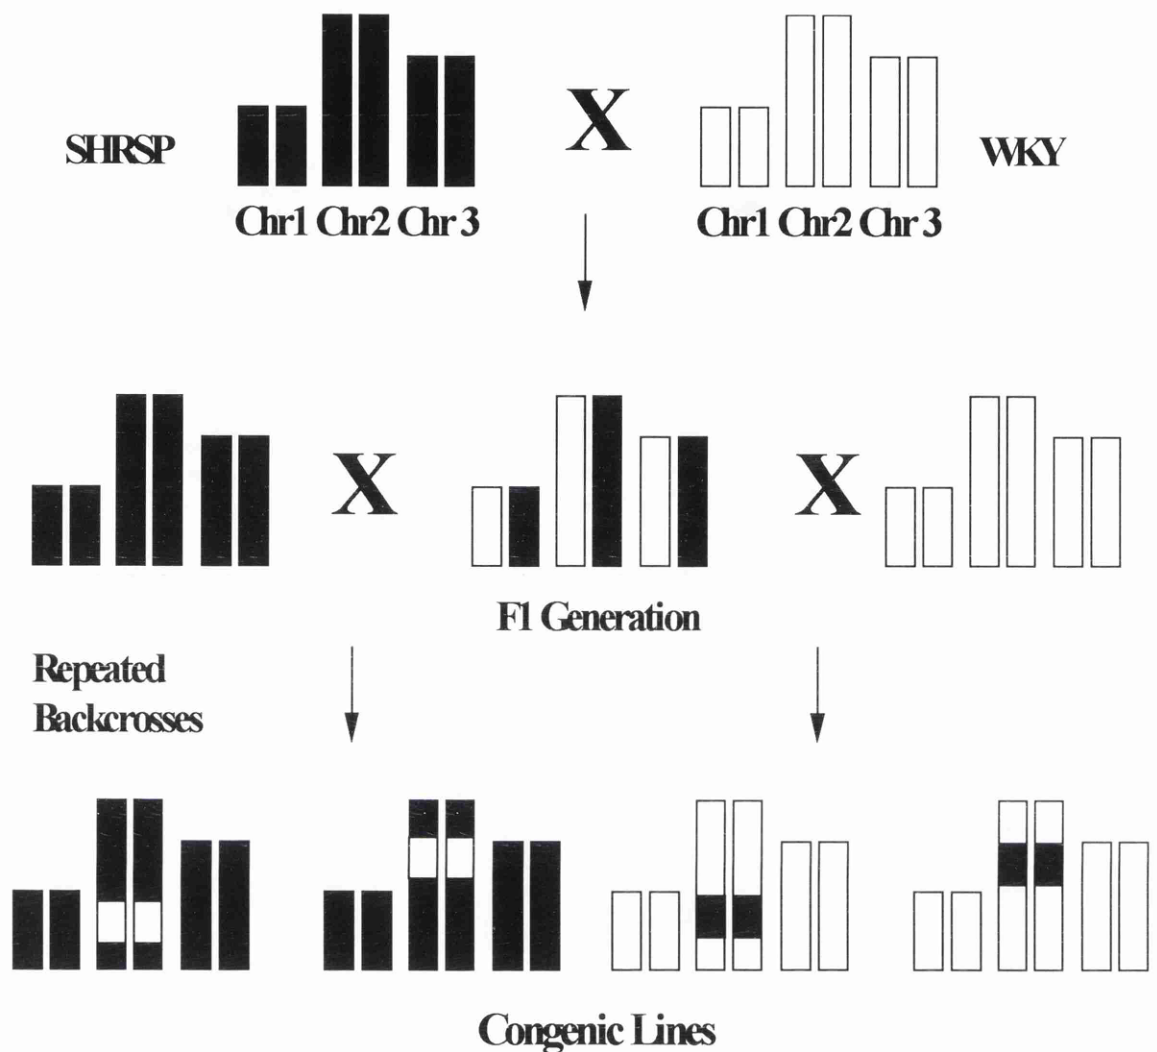 X
SHRSP
WKY
Chr1 Chr2 Chr 3
Chr1 Chr2 Chr 3
X
X
F1 Generation
Repeated
Backcrosses
Congenic Lines